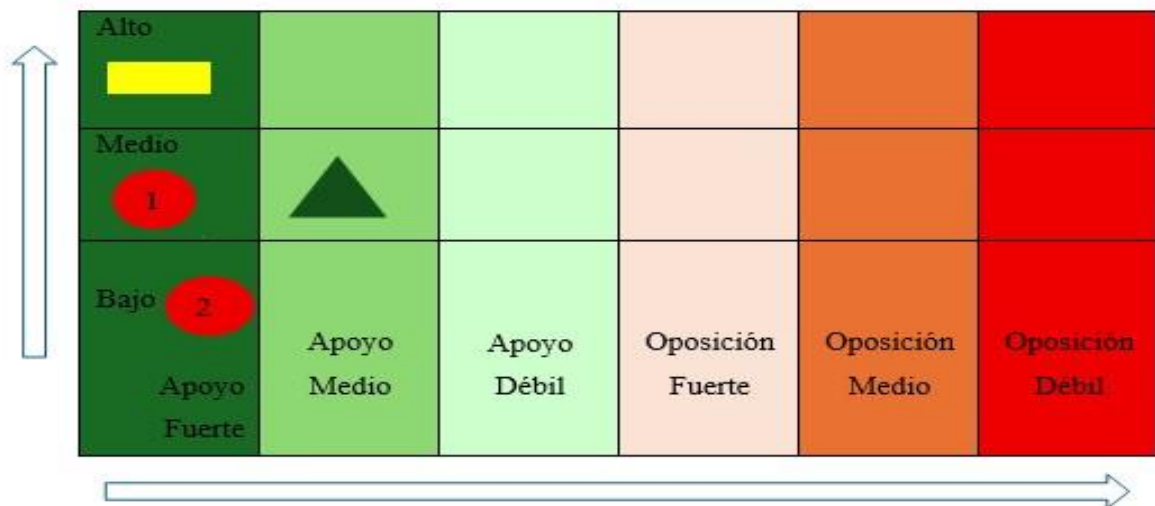 Alto
Medio
1
Bajo
2
Apoyo
Fuerte
Apoyo
Medio
Apoyo
Débil
Oposición
Fuerte
Oposición
Medio
Oposición
Débil